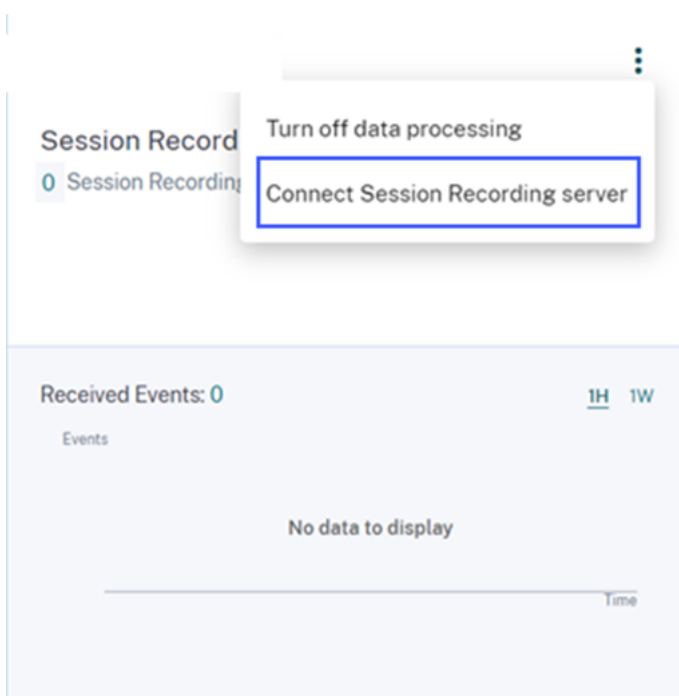 Turn off data processing
Session Record
Connect Session Recording server
0 Session Recording
Received Events: 0
1H 1W
Events
No data to display
Time